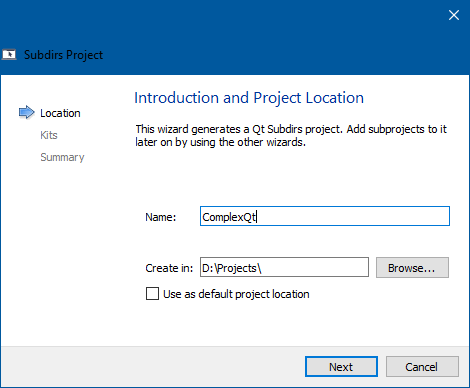 Subdirs Project
Location
Kits
Summary
Introduction and Project Location
This wizard generates a Qt Subdirs project. Add subprojects to it
later on by using the other wizards.
Name: ComplexQt
Create in: D:\Projects\ Browse...
Use as default project location
Next Cancel